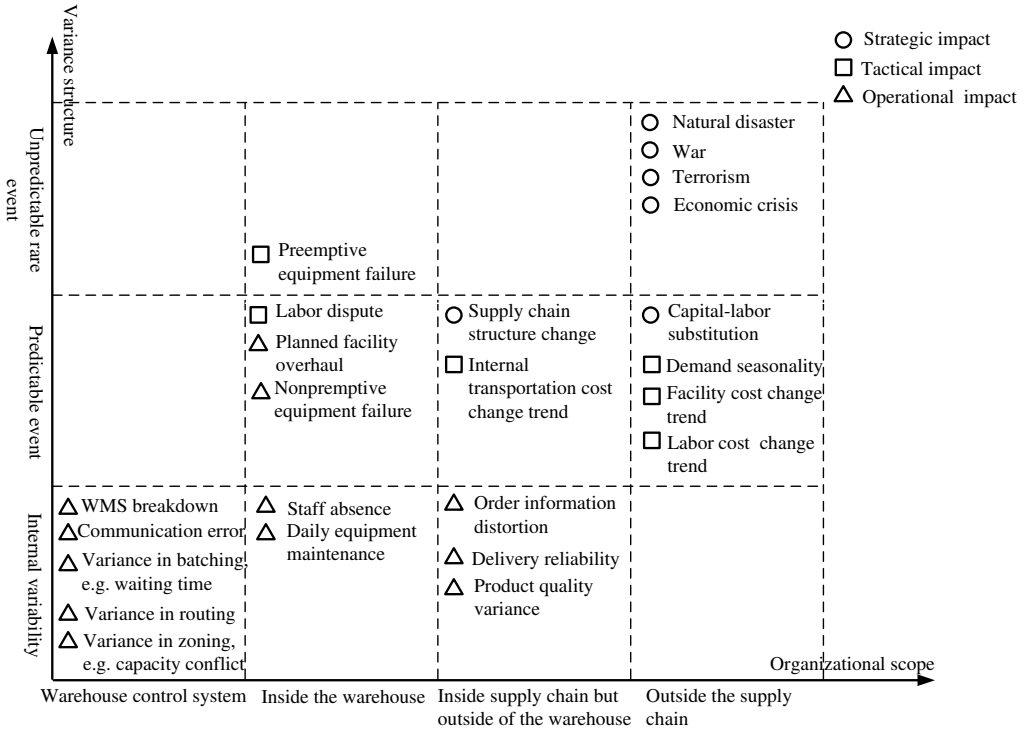 Variance structure
Strategic impact
Tactical impact
Operational impact
Unpredictable rare
event
Natural disaster
War
Terrorism
Economic crisis
Preemptive
equipment failure
Predictable event
Labor dispute
Planned facility
overhaul
Nonpremptive
equipment failure
Supply chain
structure change
Internal
transportation cost
change trend
Capital-labor
substitution
Demand seasonality
Facility cost change
trend
Labor cost change
trend
Internal variability
WMS breakdown
Communication error
Variance in batching,
e.g. waiting time
Variance in routing
Variance in zoning,
e.g. capacity conflict
Staff absence
Daily equipment
maintenance
Order information
distortion
Delivery reliability
Product quality
variance
Organizational scope
Warehouse control system
Inside the warehouse
Inside supply chain but
outside of the warehouse
Outside the supply
chain